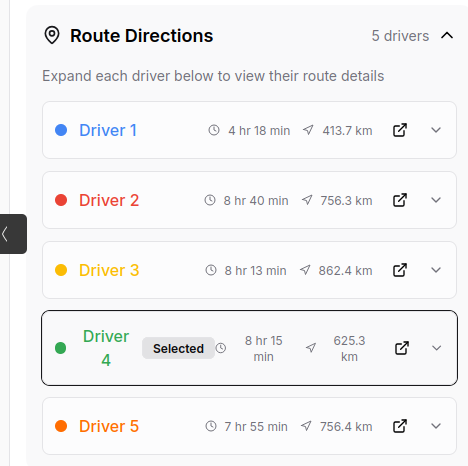 Route Directions 5 drivers
Expand each driver below to view their route details
Driver 1 4 hr 18 min 413.7 km
Driver 2 8 hr 40 min 756.3 km
Driver 3 8 hr 13 min 862.4 km
Driver 4 Selected 8 hr 15 min 625.3 km
Driver 5 7 hr 55 min 756.4 km